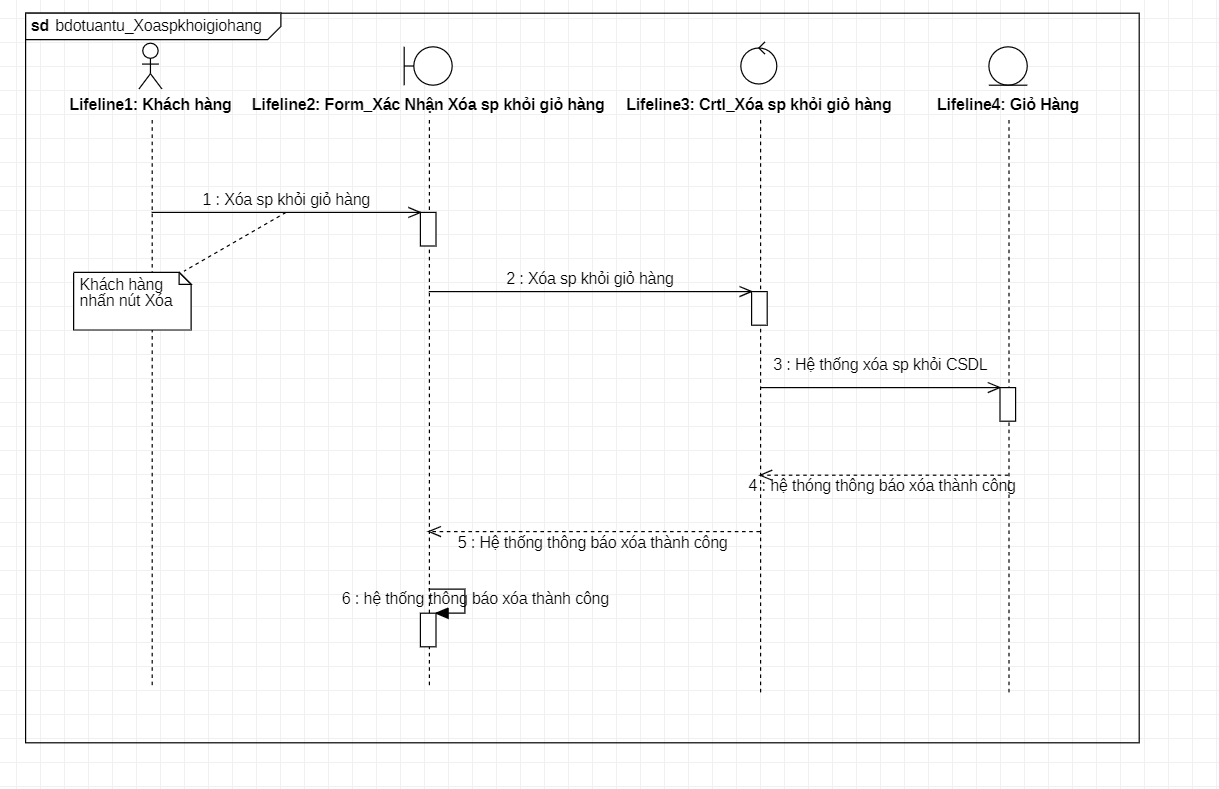 sd bdotuantu_Xoaspkhoigiohang
Lifeline1: Khách hàng
Lifeline2: Form_Xác Nhận Xóa sp khỏi giỏ hàng
Lifeline3: Crtl_Xóa sp khỏi giỏ hàng
Lifeline4: Giỏ Hàng
1 : Xóa sp khỏi giỏ hàng
Khách hàng
nhấn nút Xóa
2 : Xóa sp khỏi giỏ hàng
3 : Hệ thống xóa sp khỏi CSDL
4 : hệ thóng thông báo xóa thành công
5 : Hệ thống thông báo xóa thành công
6 : hệ thống thông báo xóa thành công